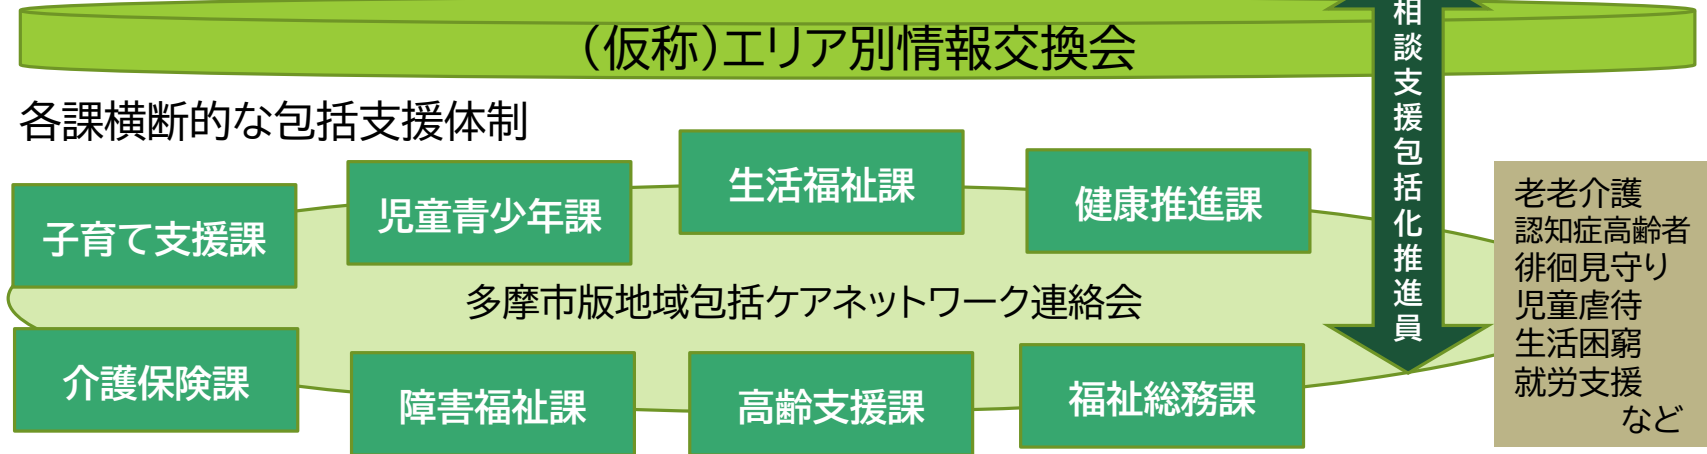 （仮称）エリア別情報交換会
相談支援包括化推進員
各課横断的な包括支援体制
子育て支援課
児童青少年課
生活福祉課
健康推進課
多摩市版地域包括ケアネットワーク連絡会
介護保険課
障害福祉課
高齢支援課
福祉総務課
老老介護
認知症高齢者
徘徊見守り
児童虐待
生活困窮
就労支援
など